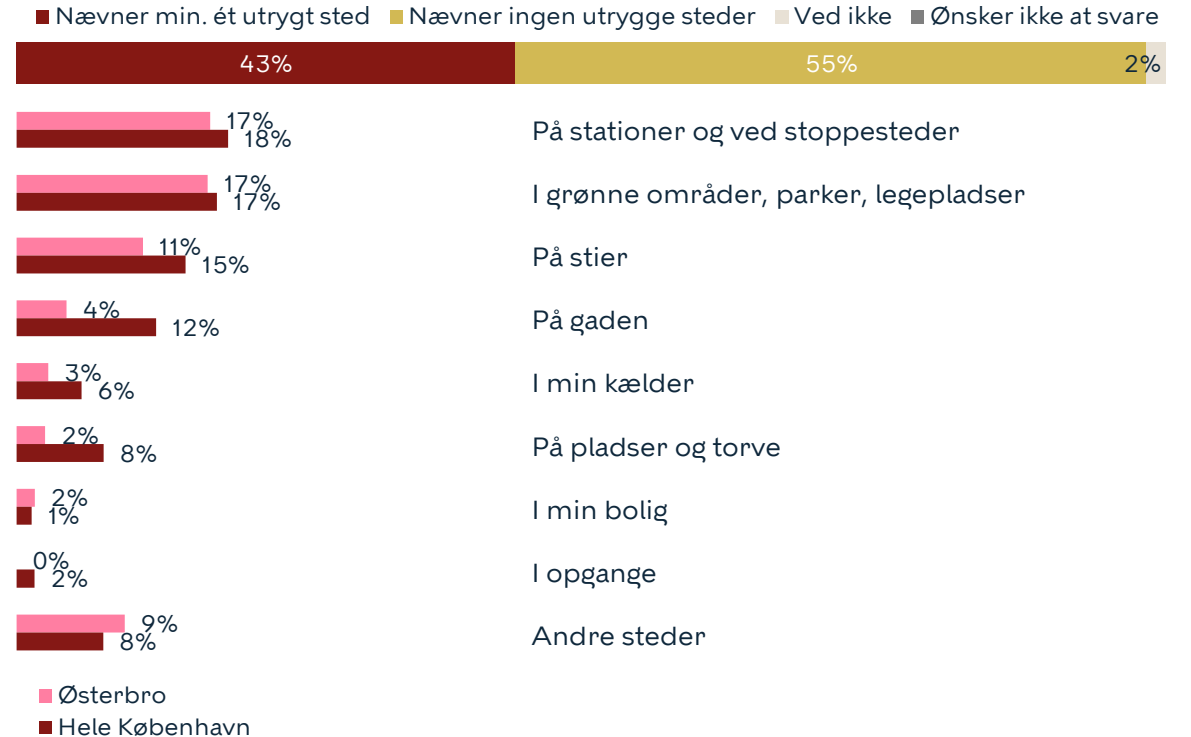 Nævner min. ét utrygt sted Nævner ingen utrygge steder Ved ikke Ønsker ikke at svare
43% 55% 2%
17%
18% På stationer og ved stoppesteder
17%
17% I grønne områder, parker, legepladser
11%
15% På stier
4%
12% På gaden
3%
6% I min kælder
2%
8% På pladser og torve
2%
1% I min bolig
0%
2% I opgange
9%
8% Andre steder
Østerbro
Hele København